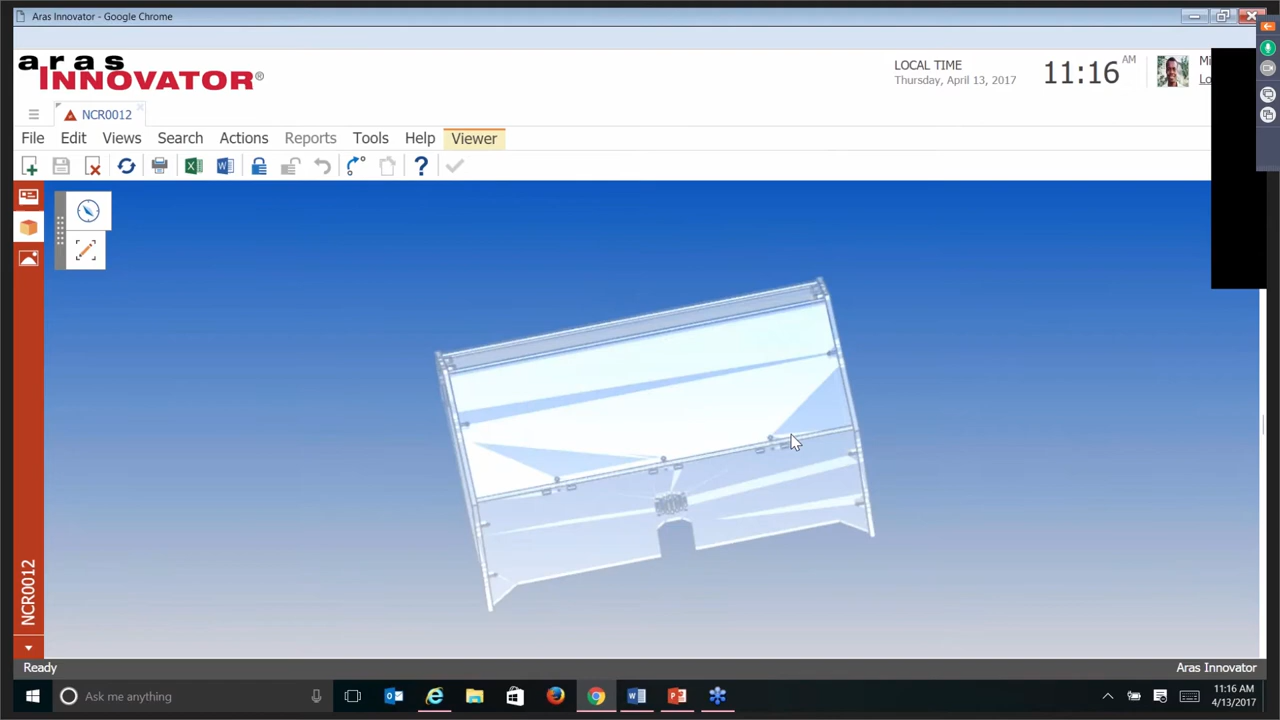 Aras Innovator - Google Chrome
aras
INNOVATOR®
LOCAL TIME
Thursday, April 13, 2017
11:16 AM
Mi
Lo
NCR0012
File Edit Views Search Actions Reports Tools Help Viewer
NCR0012
Ready
Aras Innovator
Ask me anything
11:16 AM
4/13/2017